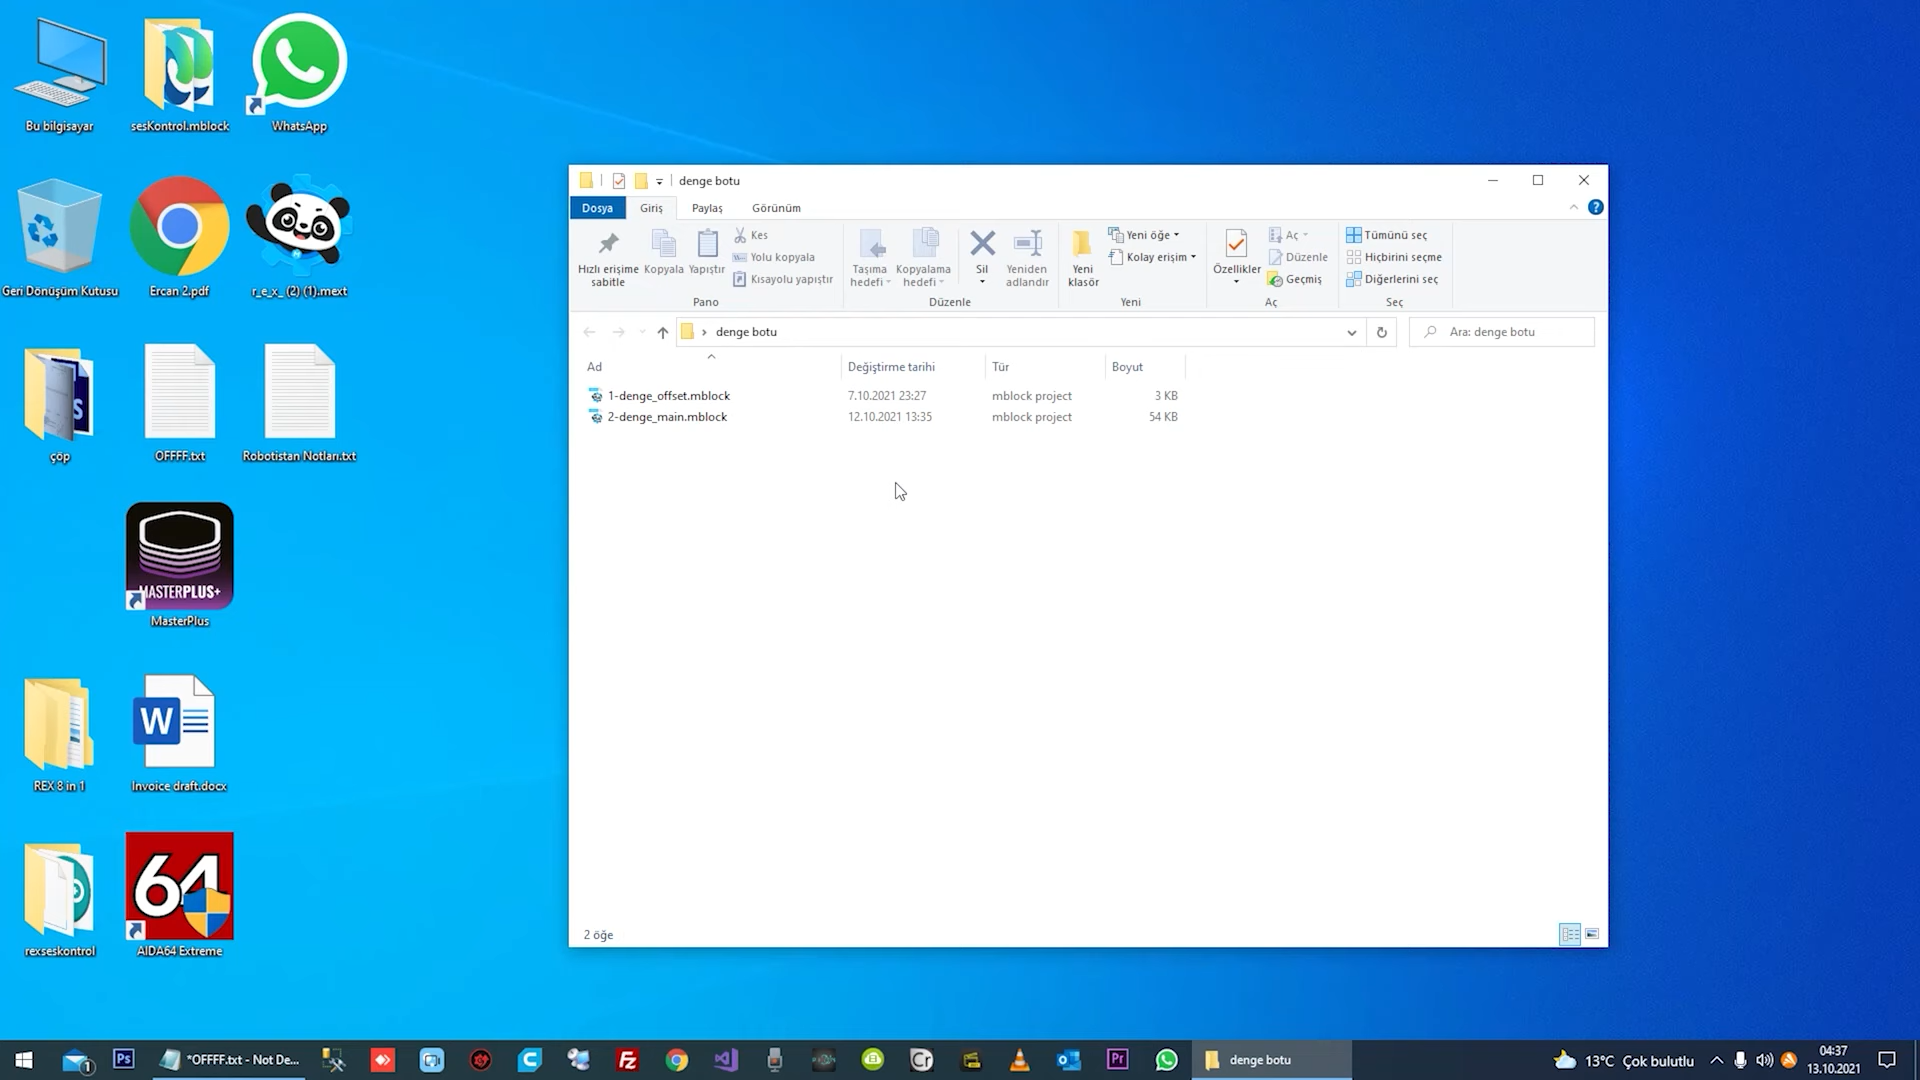 Bu bilgisayar
sesKontrol.mblock
WhatsApp
Geri Dönüşüm Kutusu
Ercan 2.pdf
r_e_x_ (2) (1).mext
çöp
OFFFF.txt
Robotistan Notları.txt
MASTERPLUS+
MasterPlus
REX 8 in 1
W
Invoice draft.docx
rexseskontrol
64
AIDA64 Extreme
denge botu
Dosya
Giriş
Paylaş
Görünüm
Hızlı erişime sabitle
Kopyala
Yapıştır
Kes
Yolu kopyala
Kısayolu yapıştır
Pano
Taşıma hedefi
Kopyalama hedefi
Sil
Yeniden adlandır
Düzenle
Yeni klasör
Yeni öğe
Kolay erişim
Yeni
Özellikler
Aç
Düzenle
Geçmiş
Aç
Tümünü seç
Hiçbirini seçme
Diğerlerini seç
Seç
denge botu
Ara: denge botu
Ad Değiştirme tarihi Tür Boyut
1-denge_offset.mblock 7.10.2021 23:27 mblock project 3 KB
2-denge_main.mblock 12.10.2021 13:35 mblock project 54 KB
2 öğe
1
Ps
*OFFFF.txt - Not De...
Fz
Cr
Pr
denge botu
13°C Çok bulutlu
04:37
13.10.2021